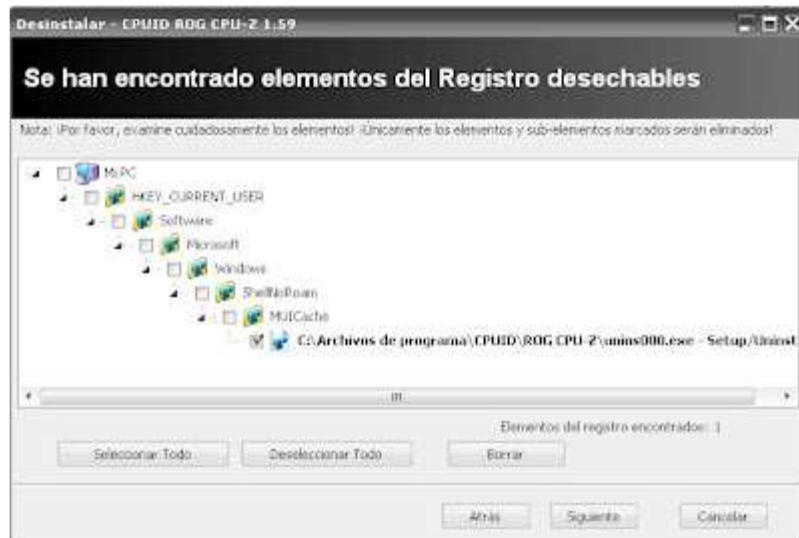 Desinstalar - CPUID ROG CPU-Z 1.59
Se han encontrado elementos del Registro desechables
Nota: ¡Por favor, examine cuidadosamente los elementos! ¡Únicamente los elementos y sub-elementos marcados serán eliminados!
Mi PC
HKEY_CURRENT_USER
Software
Microsoft
Windows
ShellNoRoam
MUICache
C:\Archivos de programa\CPUID\ROG CPU-Z\unins000.exe - Setup/Uninst
Elementos del registro encontrados: 1
Seleccionar Todo
Deseleccionar Todo
Borrar
Atrás
Siguiente
Cancelar